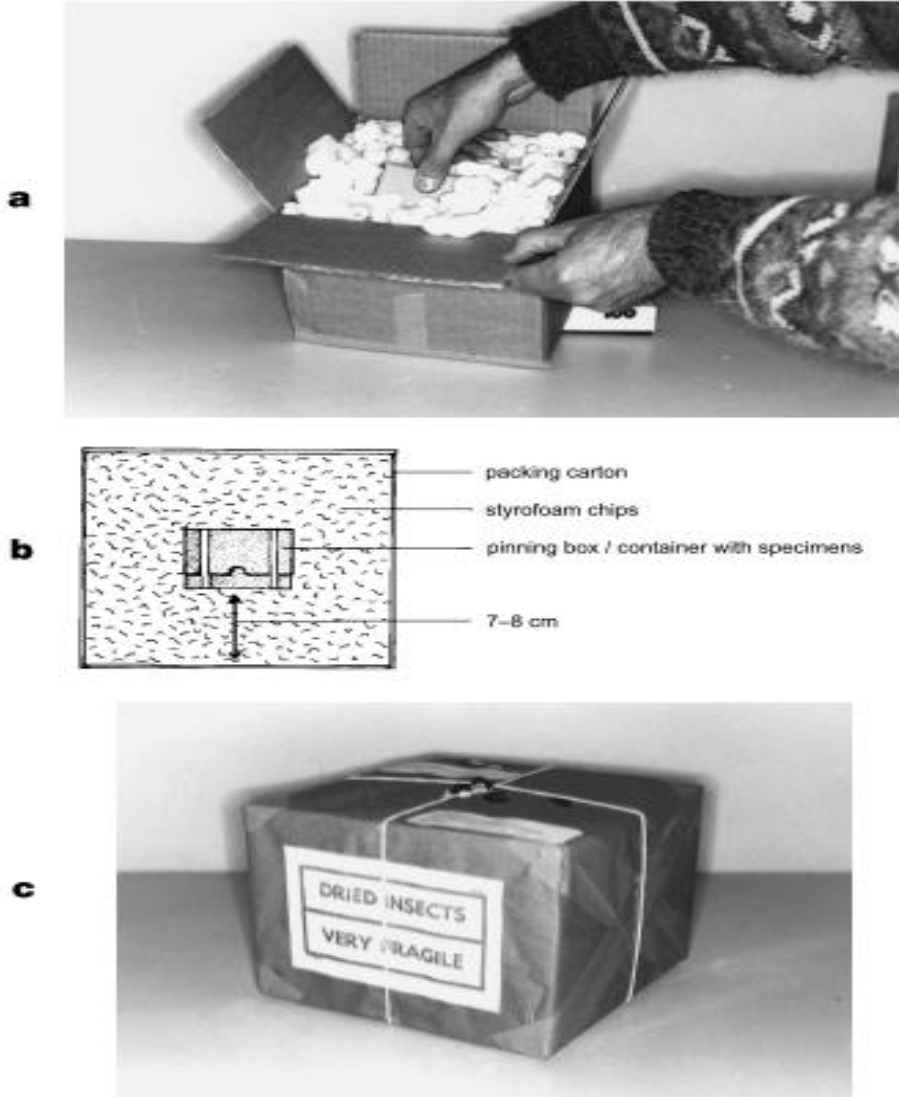 a
b
packing carton
styrofoam chips
pinning box / container with specimens
7–8 cm
c
DRIED INSECTS
VERY FRAGILE